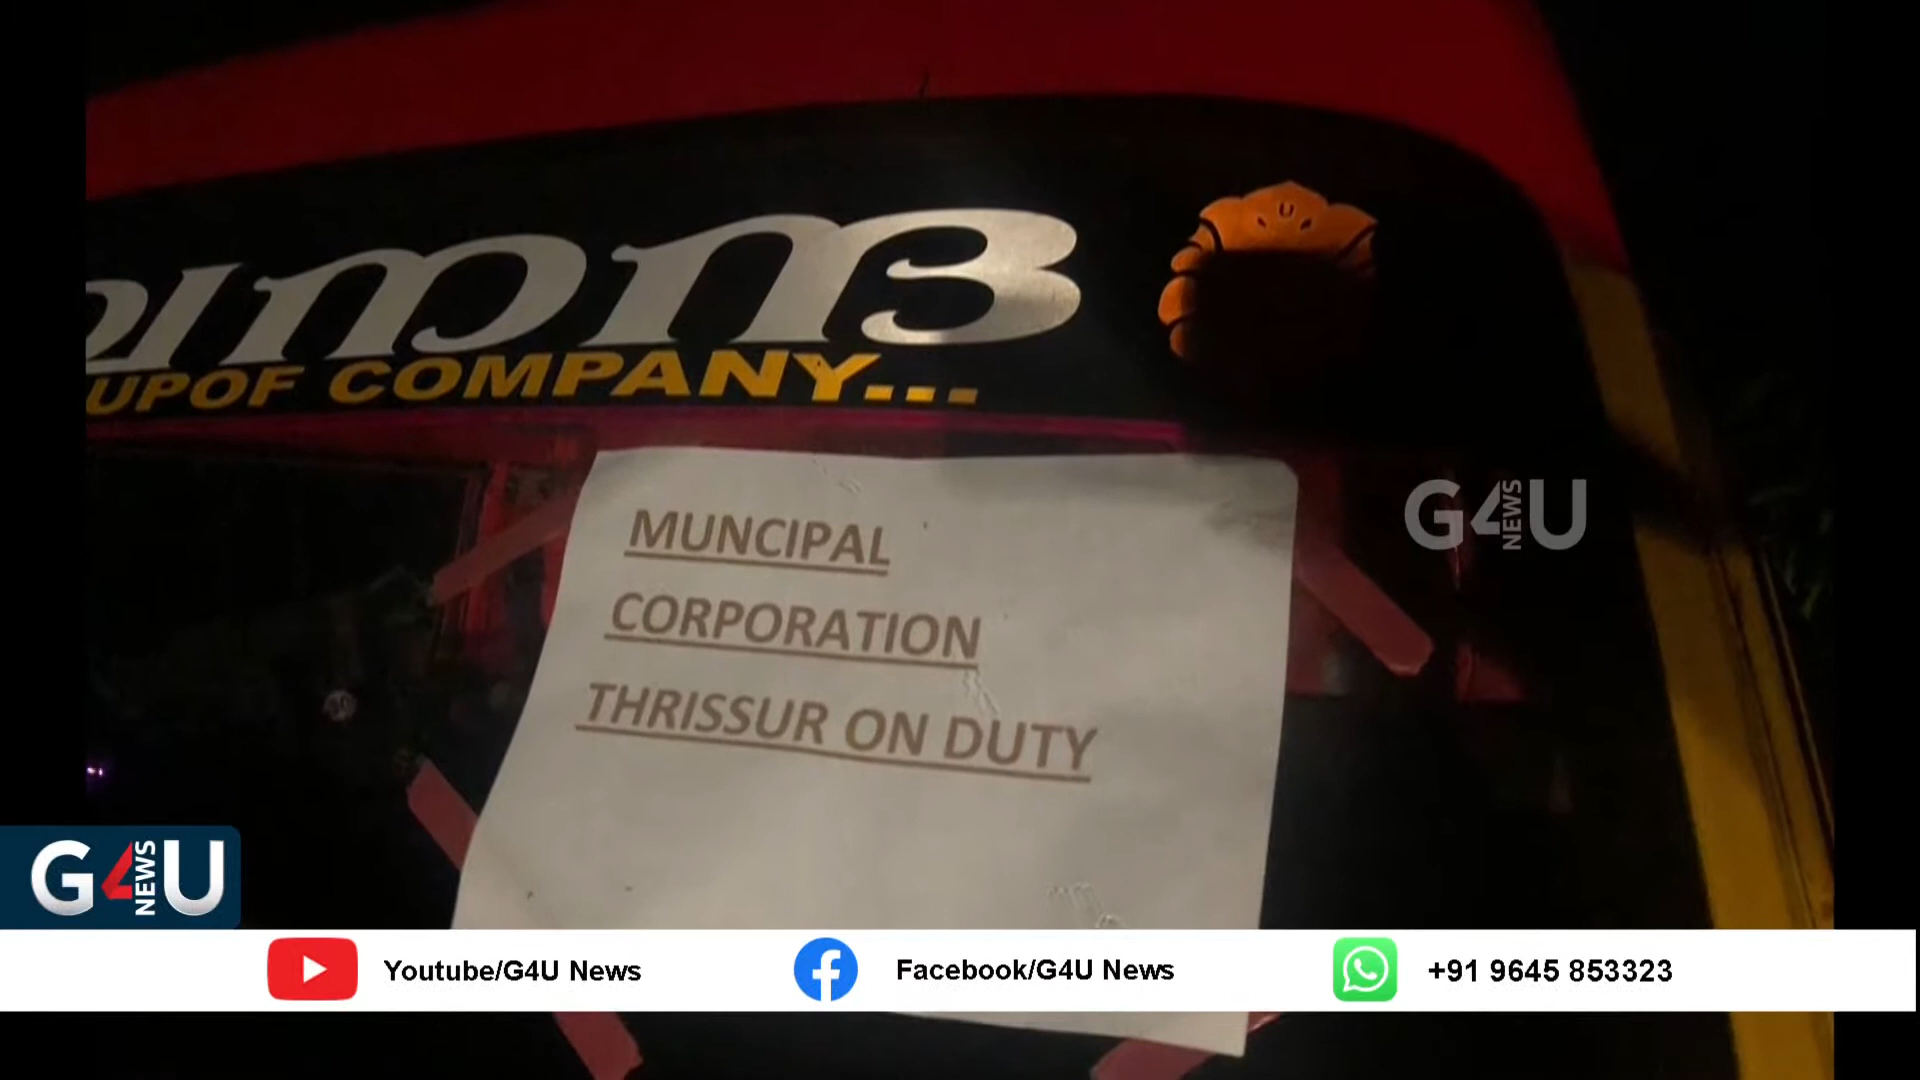 UPOF COMPANY...
MUNCIPAL
CORPORATION
THRISSUR ON DUTY
G4U NEWS
G4U NEWS
Youtube/G4U News
Facebook/G4U News
+91 9645 853323